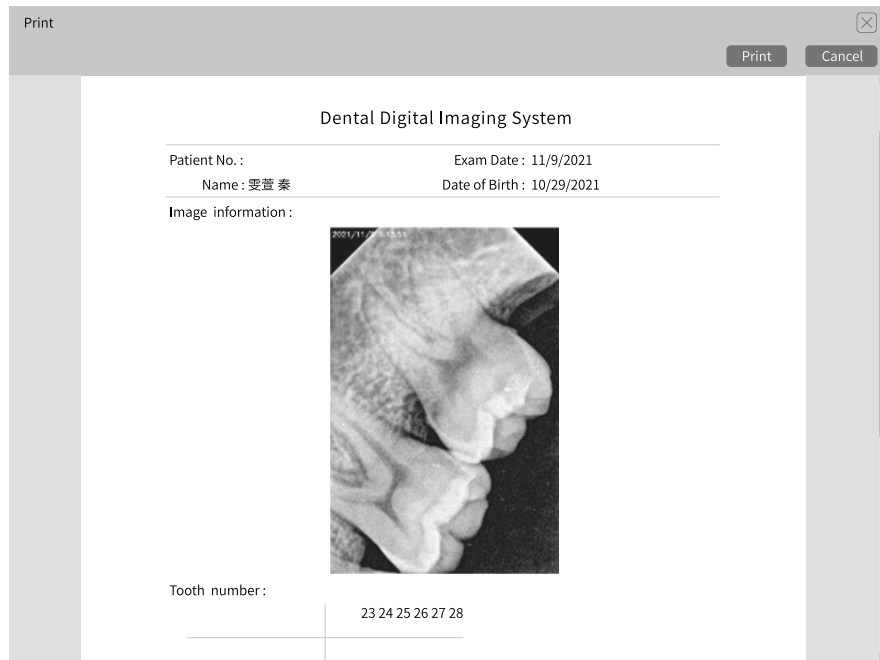 Print
Print Cancel
Dental Digital Imaging System
Patient No. : Exam Date : 11/9/2021
Name : 雯萱 秦 Date of Birth : 10/29/2021
Image information :
Tooth number :
23 24 25 26 27 28